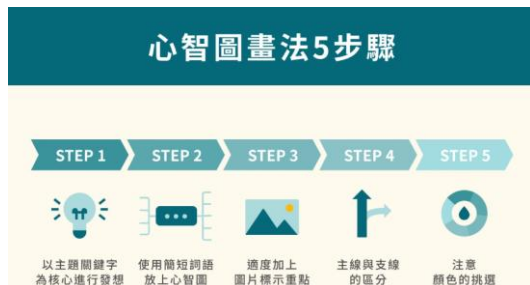 心智圖畫法5步驟
STEP 1
STEP 2
STEP 3
STEP 4
STEP 5
以主題關鍵字
為核心進行發想
使用簡短詞語
放上心智圖
適度加上
圖片標示重點
主線與支線
的區分
注意
顏色的挑選